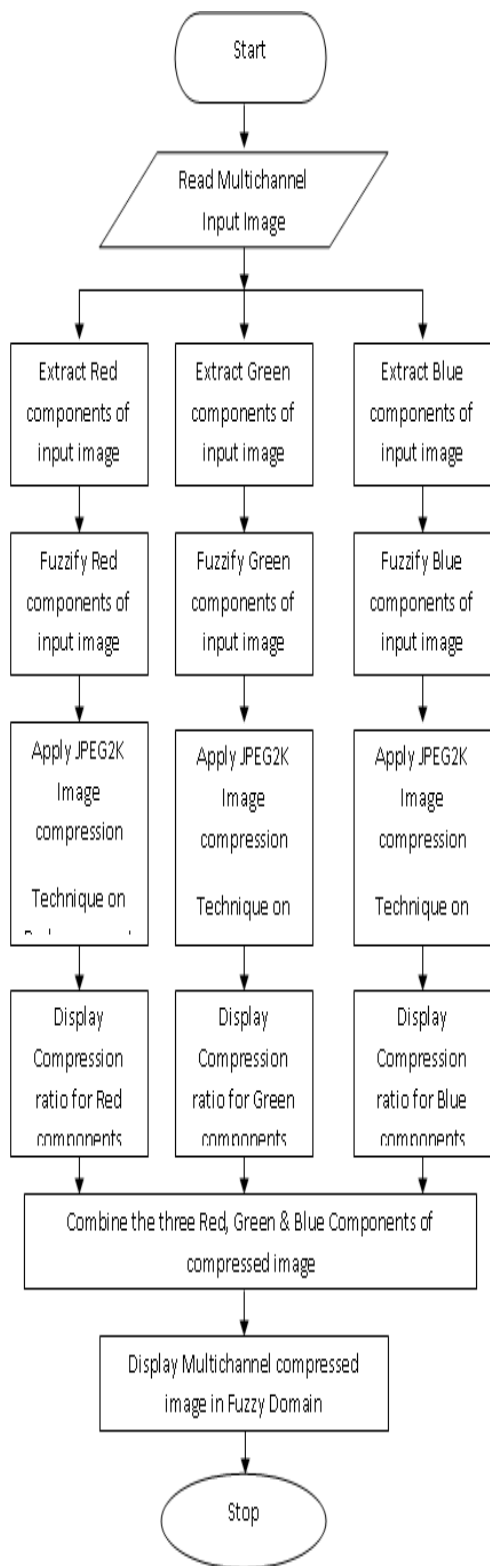 Start
Read Multichannel
Input Image
Extract Red
components of
input image
Extract Green
components of
input image
Extract Blue
components of
input image
Fuzzify Red
components of
input image
Fuzzify Green
components of
input image
Fuzzify Blue
components of
input image
Apply JPEG2K
Image
compression
Technique on
Apply JPEG2K
Image
compression
Technique on
Apply JPEG2K
Image
compression
Technique on
Display
Compression
ratio for Red
components
Display
Compression
ratio for Green
components
Display
Compression
ratio for Blue
components
Combine the three Red, Green & Blue Components of
compressed image
Display Multichannel compressed
image in Fuzzy Domain
Stop